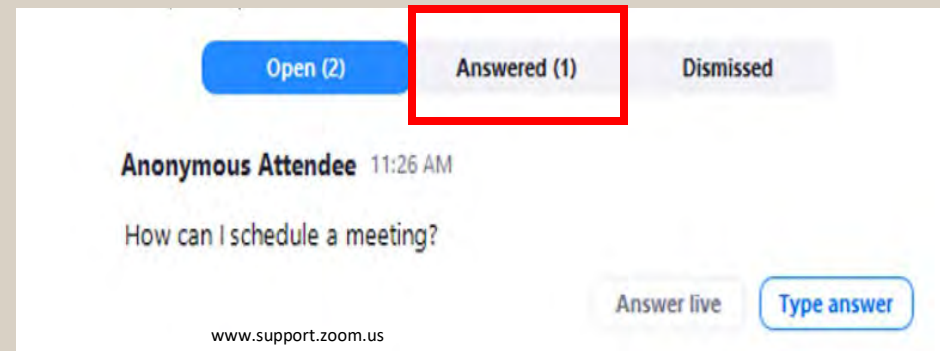 Open (2) Answered (1) Dismissed
Anonymous Attendee 11:26 AM
How can I schedule a meeting?
Answer live Type answer
www.support.zoom.us